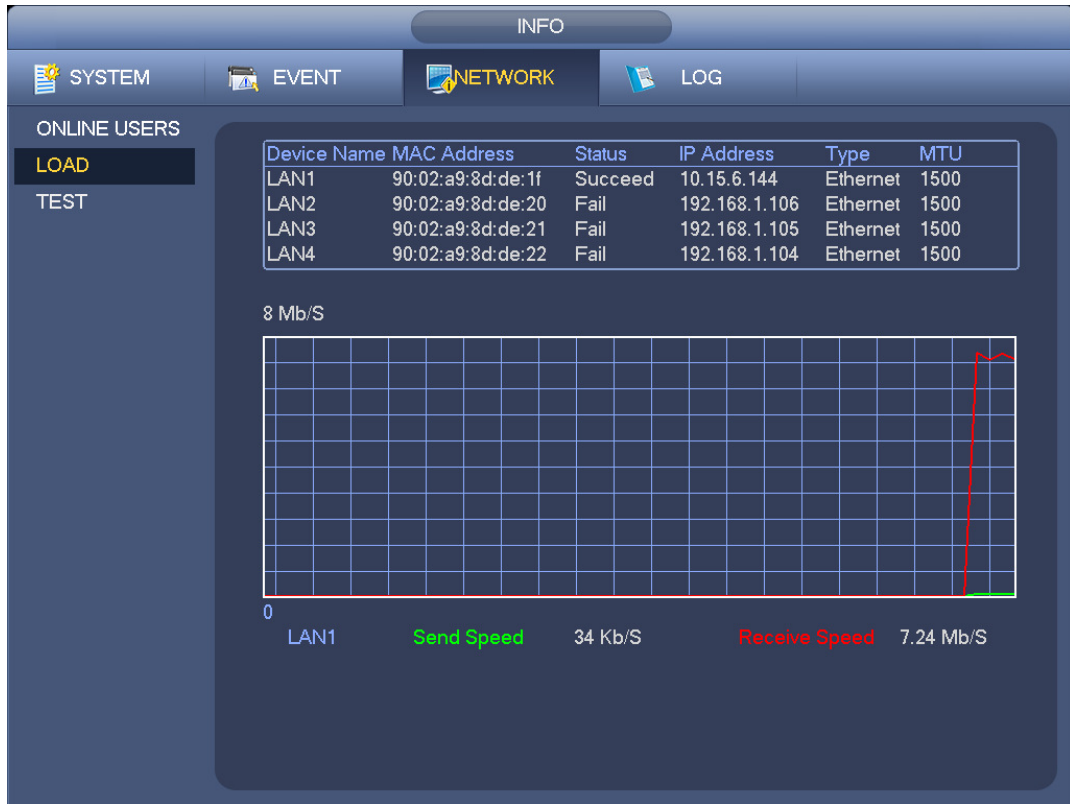 INFO
SYSTEM EVENT NETWORK LOG
ONLINE USERS
LOAD
TEST
Device Name MAC Address Status IP Address Type MTU
LAN1 90:02:a9:8d:de:1f Succeed 10.15.6.144 Ethernet 1500
LAN2 90:02:a9:8d:de:20 Fail 192.168.1.106 Ethernet 1500
LAN3 90:02:a9:8d:de:21 Fail 192.168.1.105 Ethernet 1500
LAN4 90:02:a9:8d:de:22 Fail 192.168.1.104 Ethernet 1500
8 Mb/S
0
LAN1 Send Speed 34 Kb/S Receive Speed 7.24 Mb/S